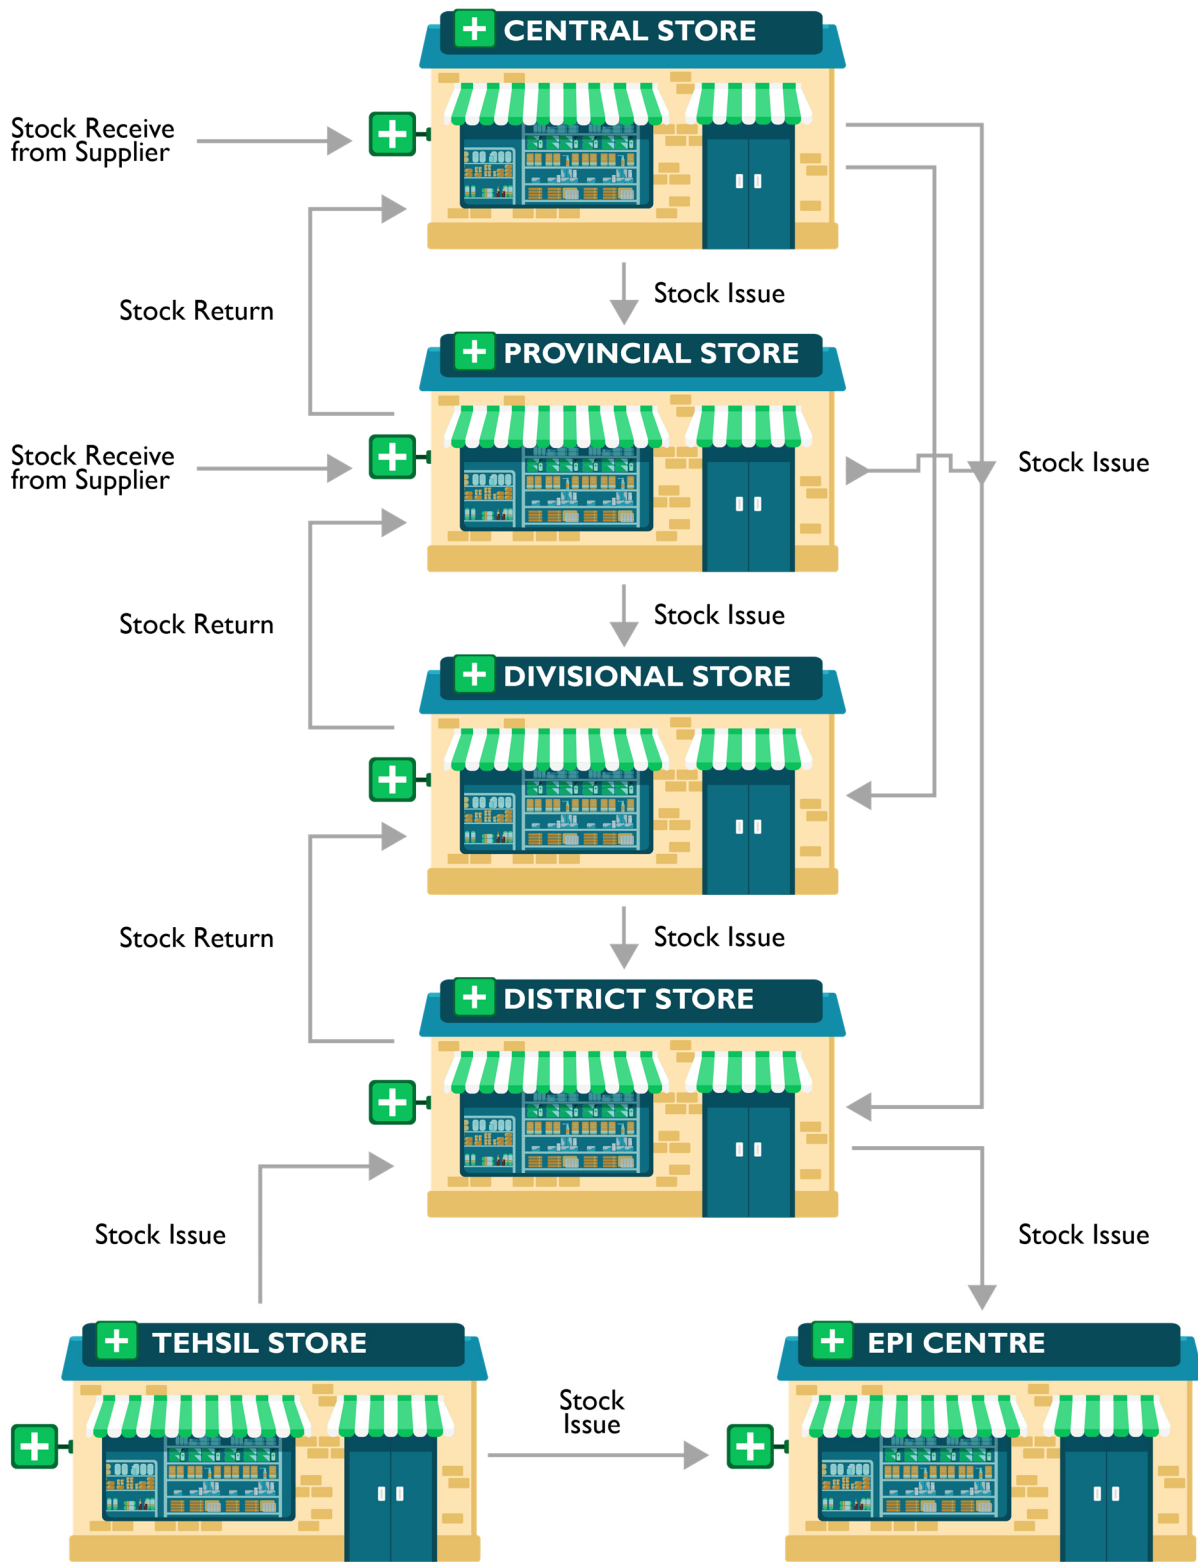 CENTRAL STORE
Stock Receive
from Supplier
Stock Return
Stock Issue
PROVINCIAL STORE
Stock Receive
from Supplier
Stock Issue
Stock Return
Stock Issue
DIVISIONAL STORE
Stock Return
Stock Issue
DISTRICT STORE
Stock Issue
Stock Issue
TEHSIL STORE
Stock
Issue
EPI CENTRE